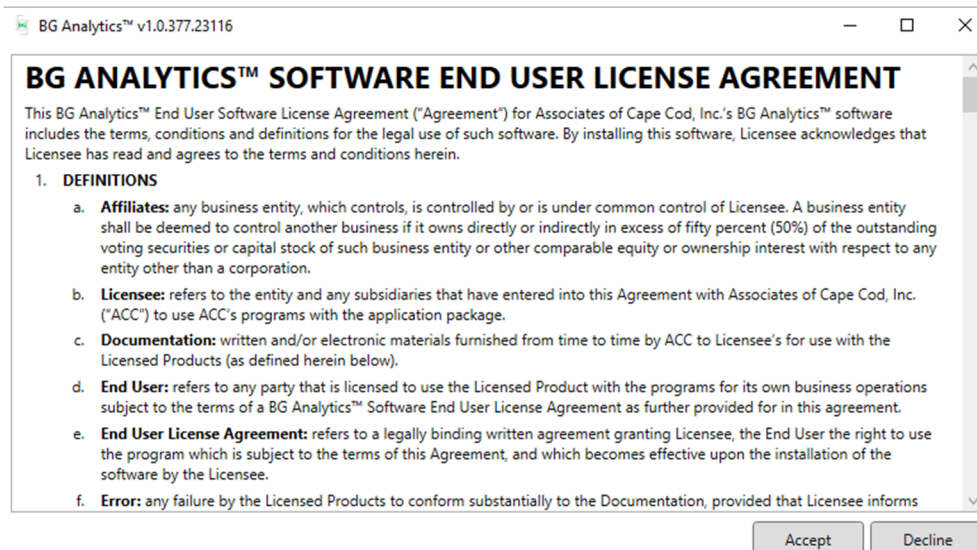 BG Analytics™ v1.0.377.23116
BG ANALYTICS™ SOFTWARE END USER LICENSE AGREEMENT
This BG Analytics™ End User Software License Agreement (“Agreement”) for Associates of Cape Cod, Inc.’s BG Analytics™ software
includes the terms, conditions and definitions for the legal use of such software. By installing this software, Licensee acknowledges that
Licensee has read and agrees to the terms and conditions herein.
1. DEFINITIONS
a. Affiliates: any business entity, which controls, is controlled by or is under common control of Licensee. A business entity
shall be deemed to control another business if it owns directly or indirectly in excess of fifty percent (50%) of the outstanding
voting securities or capital stock of such business entity or other comparable equity or ownership interest with respect to any
entity other than a corporation.
b. Licensee: refers to the entity and any subsidiaries that have entered into this Agreement with Associates of Cape Cod, Inc.
(“ACC”) to use ACC’s programs with the application package.
c. Documentation: written and/or electronic materials furnished from time to time by ACC to Licensee’s for use with the
Licensed Products (as defined herein below).
d. End User: refers to any party that is licensed to use the Licensed Product with the programs for its own business operations
subject to the terms of a BG Analytics™ Software End User License Agreement as further provided for in this agreement.
e. End User License Agreement: refers to a legally binding written agreement granting Licensee, the End User the right to use
the program which is subject to the terms of this Agreement, and which becomes effective upon the installation of the
software by the Licensee.
f. Error: any failure by the Licensed Products to conform substantially to the Documentation, provided that Licensee informs
Accept Decline